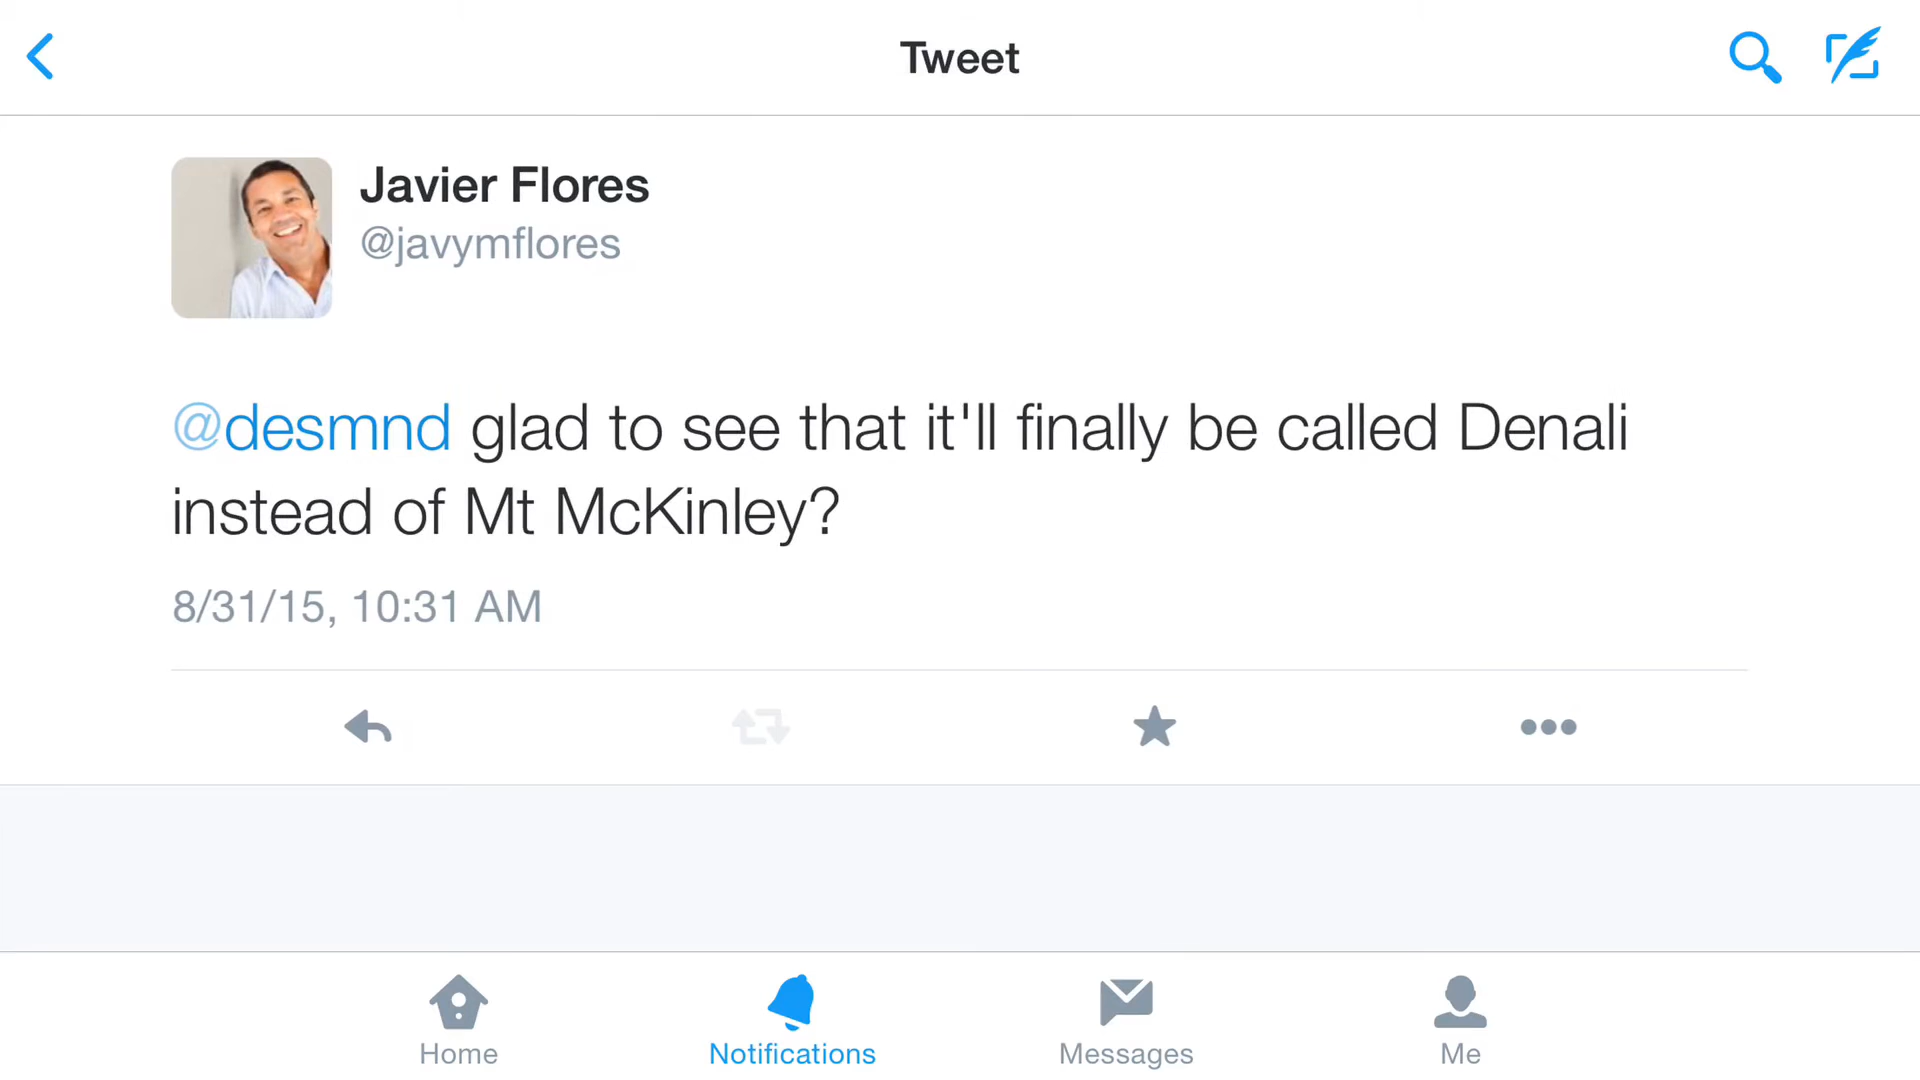 Tweet
Javier Flores
@javymflores
@desmnd glad to see that it'll finally be called Denali
instead of Mt McKinley?
8/31/15, 10:31 AM
Home
Notifications
Messages
Me